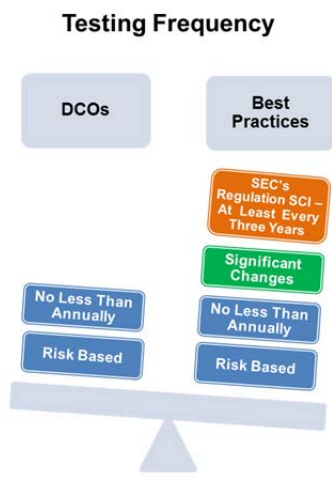 Testing Frequency
DCOs
Best
Practices
SEC's
Regulation SCI –
At Least Every
Three Years
Significant
Changes
No Less Than
Annually
No Less Than
Annually
Risk Based
Risk Based